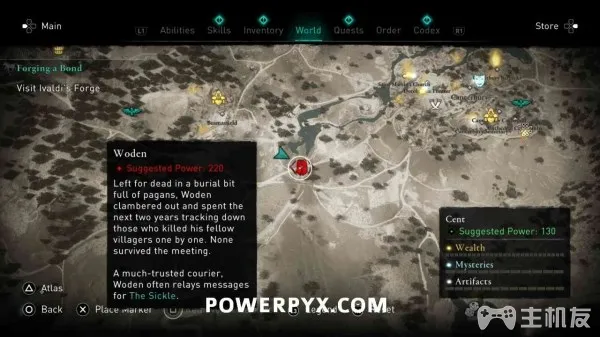 Main
L1
Abilities
Skills
Inventory
World
Quests
Order
Codex
R1
Store
Forging a Bond
Visit Ivaldi's Forge
Woden
Suggested Power: 220
Left for dead in a burial bit
full of pagans, Woden
clambered out and spent the
next two years tracking down
those who killed his fellow
villagers one by one. None
survived the meeting.
A much-trusted courier,
Woden often relays messages
for The Sickle.
Cent
Suggested Power: 130
Wealth
Mysteries
Artifacts
Atlas
Back
Place Marker
Legend
Reset
POWERPYX.COM
主机友